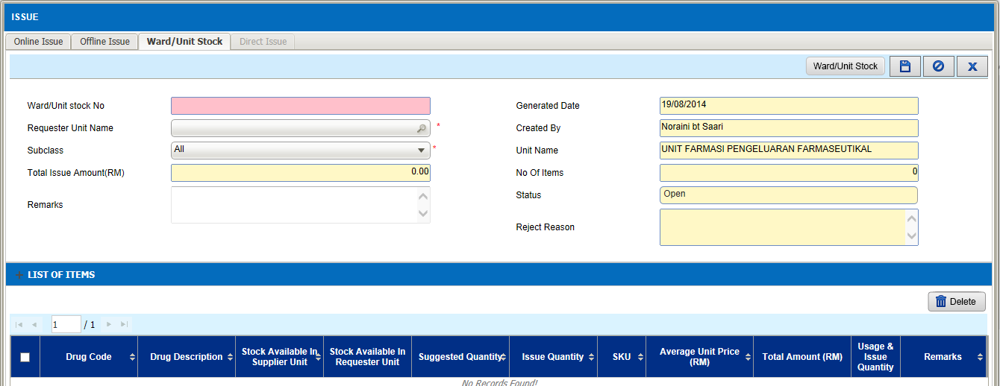 ISSUE
Online Issue Offline Issue Ward/Unit Stock Direct Issue
Ward/Unit Stock
Ward/Unit stock No
Requester Unit Name *
Subclass All *
Total Issue Amount(RM) 0.00
Remarks
Generated Date 19/08/2014
Created By Noraini bt Saari
Unit Name UNIT FARMASI PENGELUARAN FARMASEUTIKAL
No Of Items 0
Status Open
Reject Reason
+ LIST OF ITEMS
Delete
1 / 1
Drug Code
Drug Description
Stock Available In
Supplier Unit
Stock Available In
Requester Unit
Suggested Quantity
Issue Quantity
SKU
Average Unit Price
(RM)
Total Amount (RM)
Usage &
Issue
Quantity
Remarks
No Records Found!